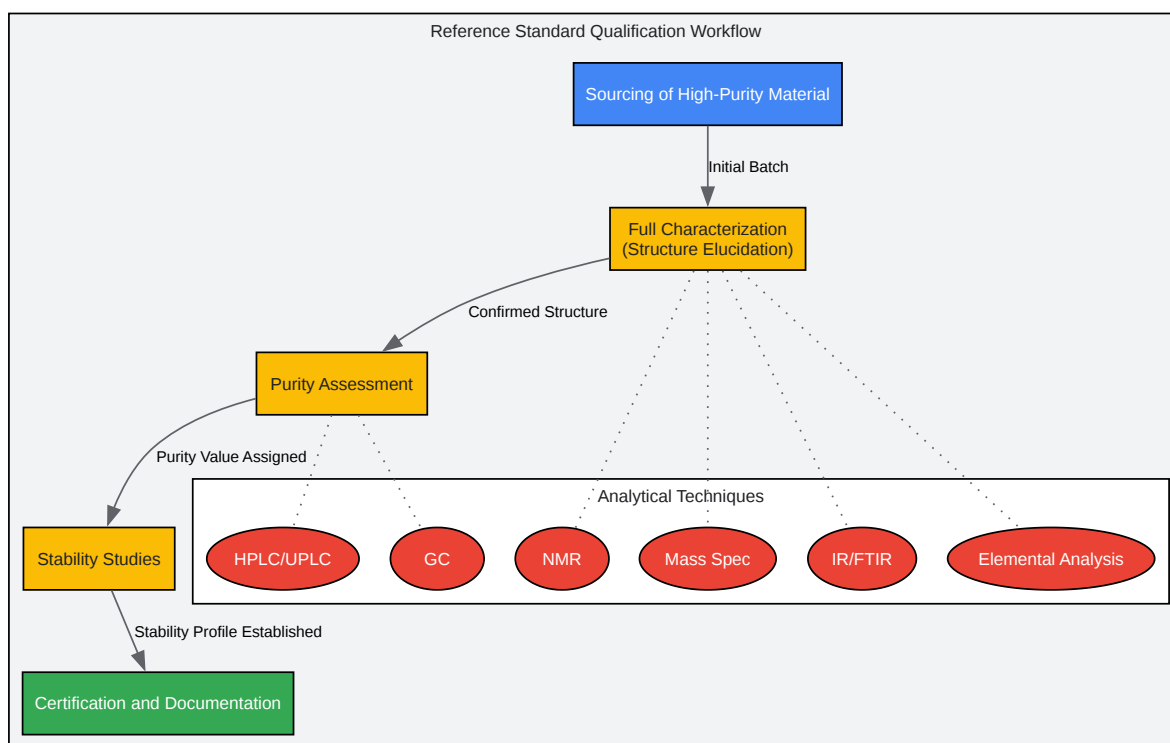 Reference Standard Qualification Workflow
Sourcing of High-Purity Material
Initial Batch
Full Characterization
(Structure Elucidation)
Confirmed Structure
Purity Assessment
Purity Value Assigned
Analytical Techniques
Stability Studies
HPLC/UPLC
GC
NMR
Mass Spec
IR/FTIR
Elemental Analysis
Stability Profile Established
Certification and Documentation